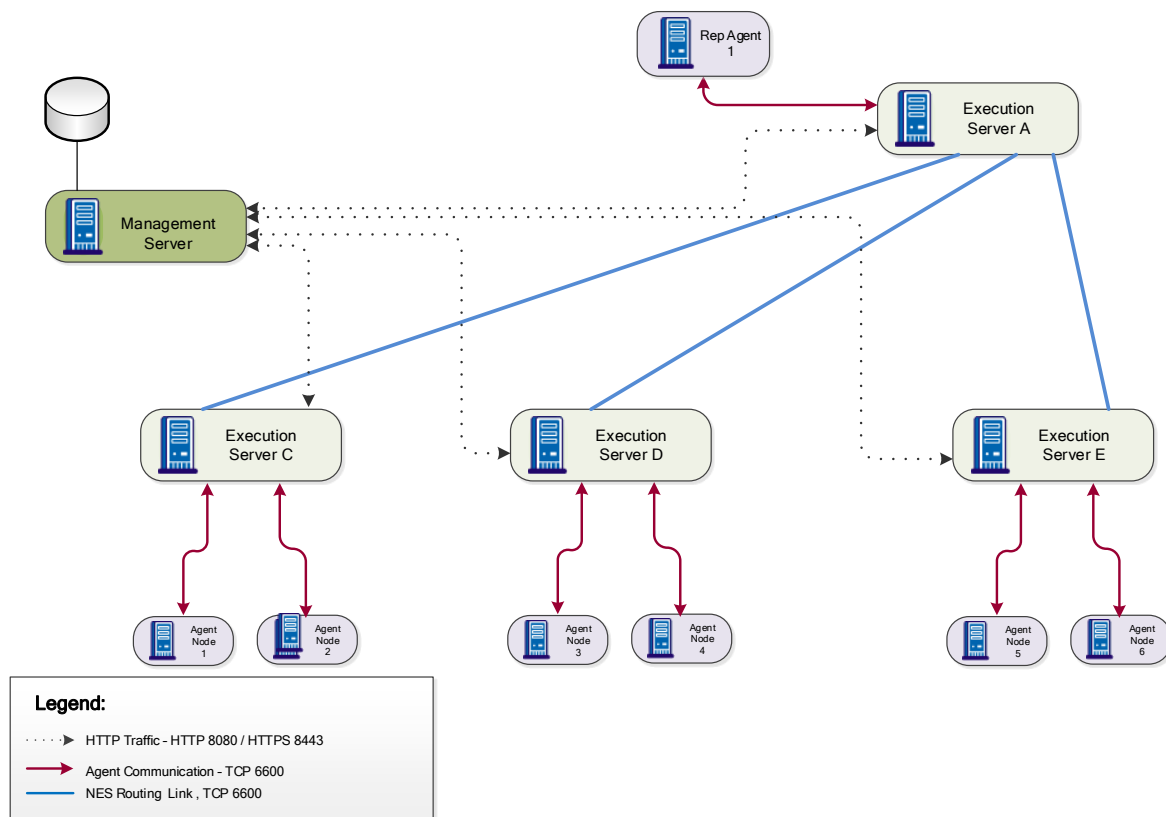 Rep Agent
1
Execution
Server A
Management
Server
Execution
Server C
Execution
Server D
Execution
Server E
Agent
Node
1
Agent
Node
2
Agent
Node
3
Agent
Node
4
Agent
Node
5
Agent
Node
6
Legend:
HTTP Traffic - HTTP 8080 / HTTPS 8443
Agent Communication - TCP 6600
NES Routing Link , TCP 6600